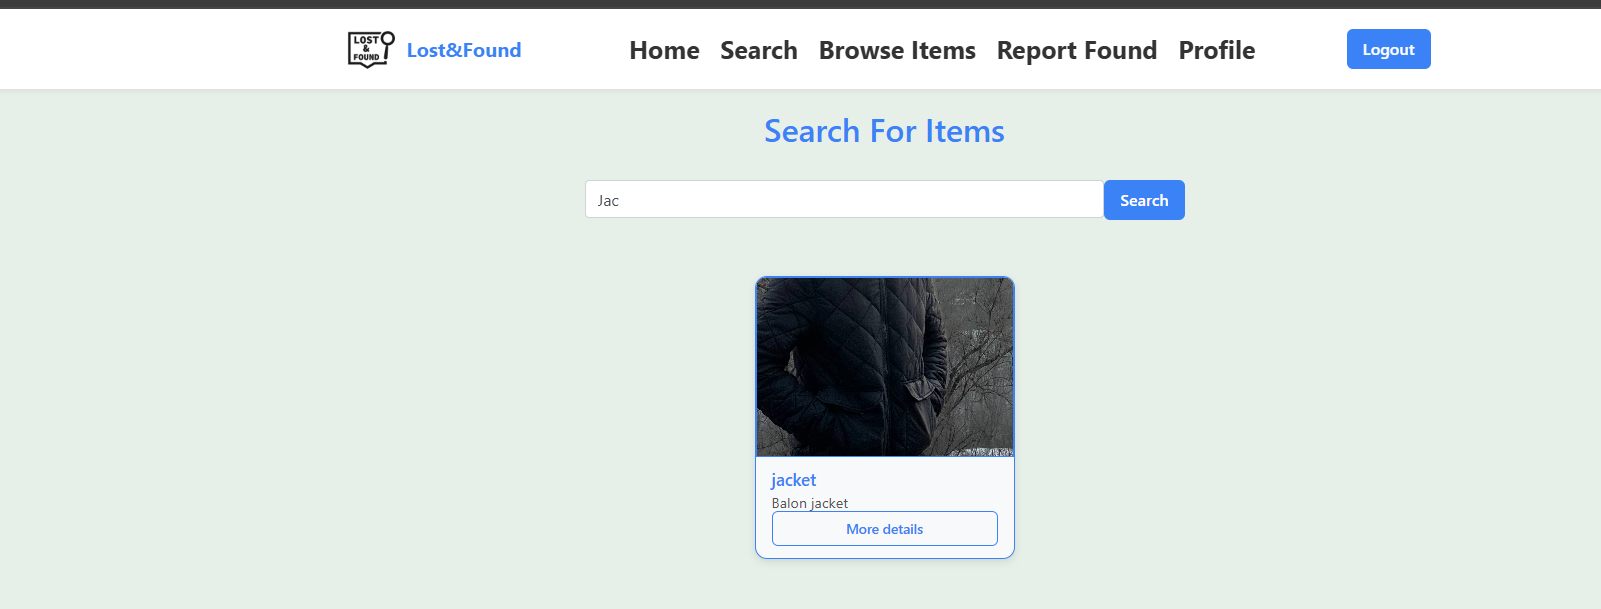 LOST
&
FOUND
Lost&Found
Home Search Browse Items Report Found Profile
Logout
Search For Items
Jac
Search
jacket
Balon jacket
More details